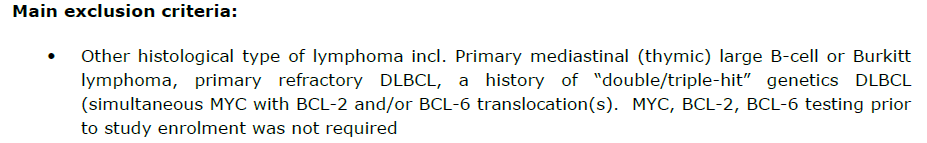 Main exclusion criteria:
• Other histological type of lymphoma incl. Primary mediastinal (thymic) large B-cell or Burkitt
lymphoma, primary refractory DLBCL, a history of “double/triple-hit” genetics DLBCL
(simultaneous MYC with BCL-2 and/or BCL-6 translocation(s).  MYC, BCL-2, BCL-6 testing prior
to study enrolment was not required